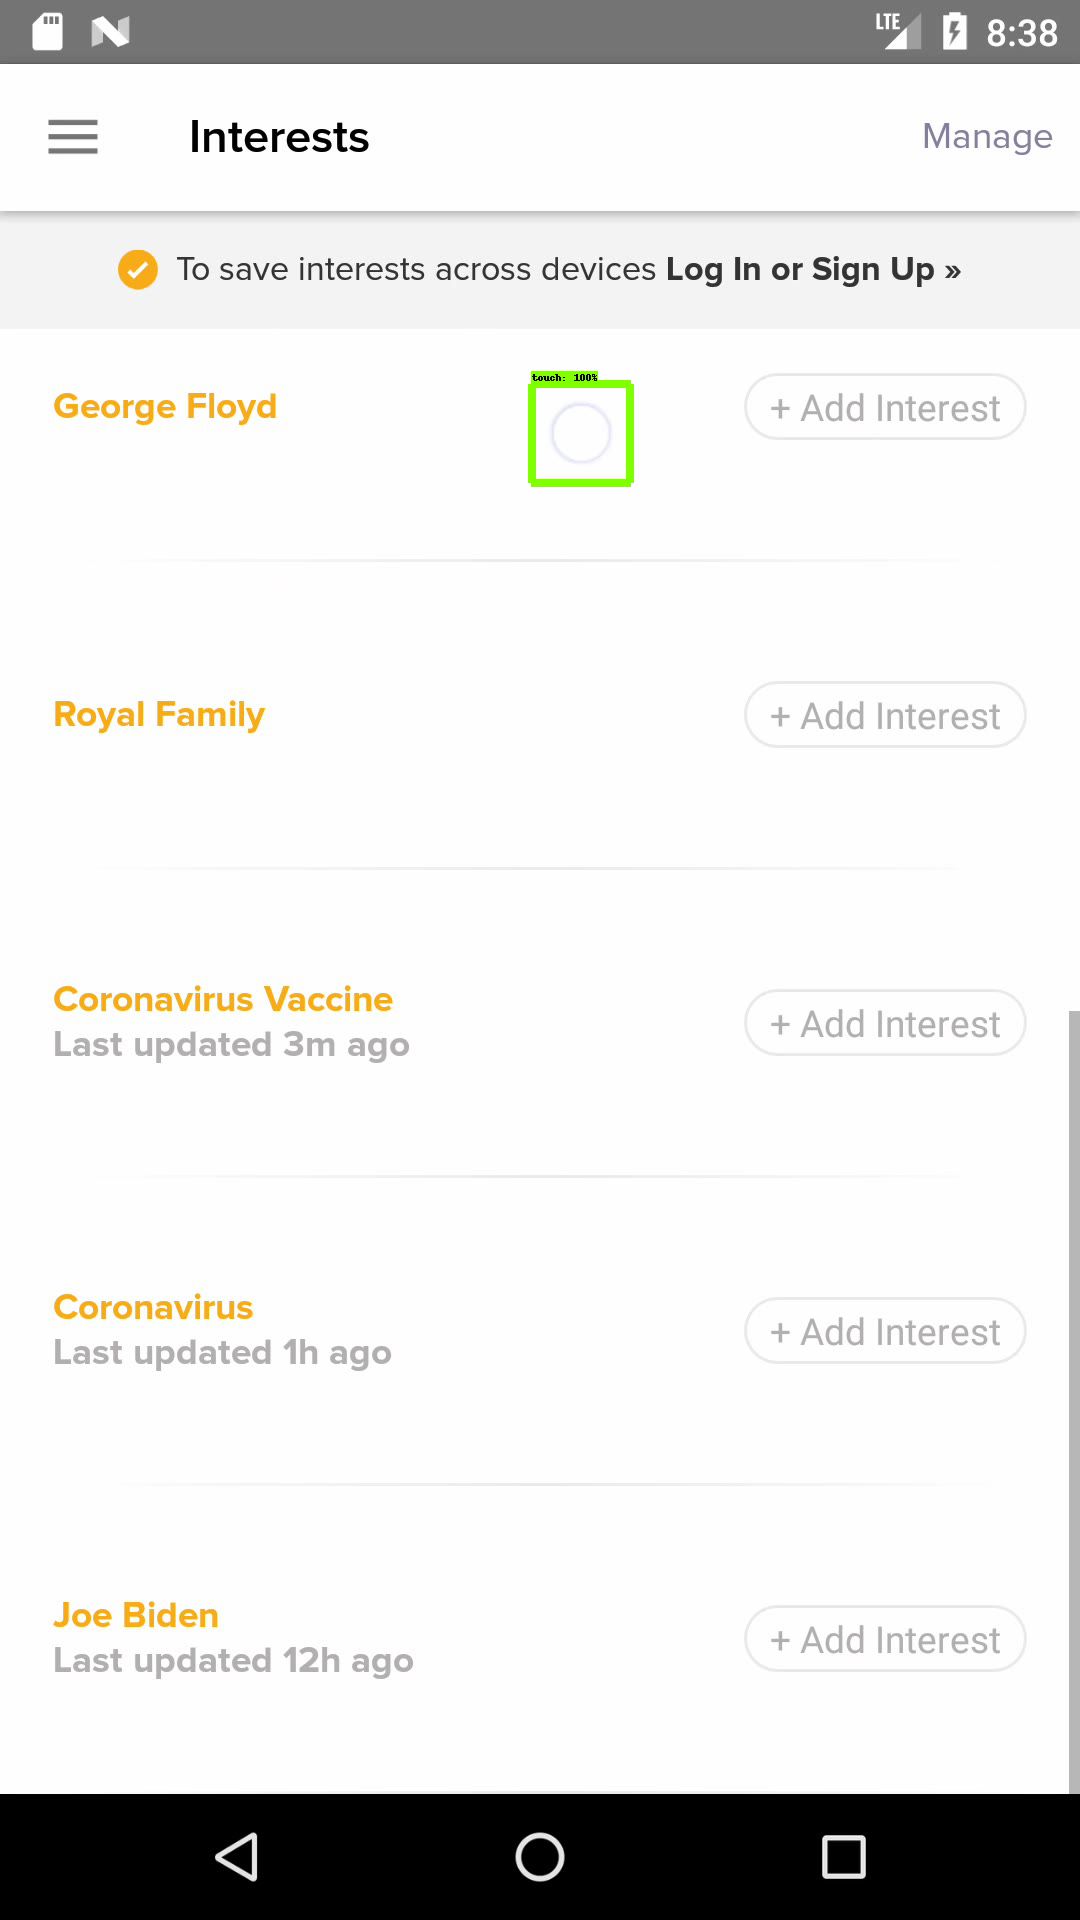 LTE 8:38
Interests
Manage
To save interests across devices Log In or Sign Up »
touch: 100%
George Floyd
+ Add Interest
Royal Family
+ Add Interest
Coronavirus Vaccine
Last updated 3m ago
+ Add Interest
Coronavirus
Last updated 1h ago
+ Add Interest
Joe Biden
Last updated 12h ago
+ Add Interest